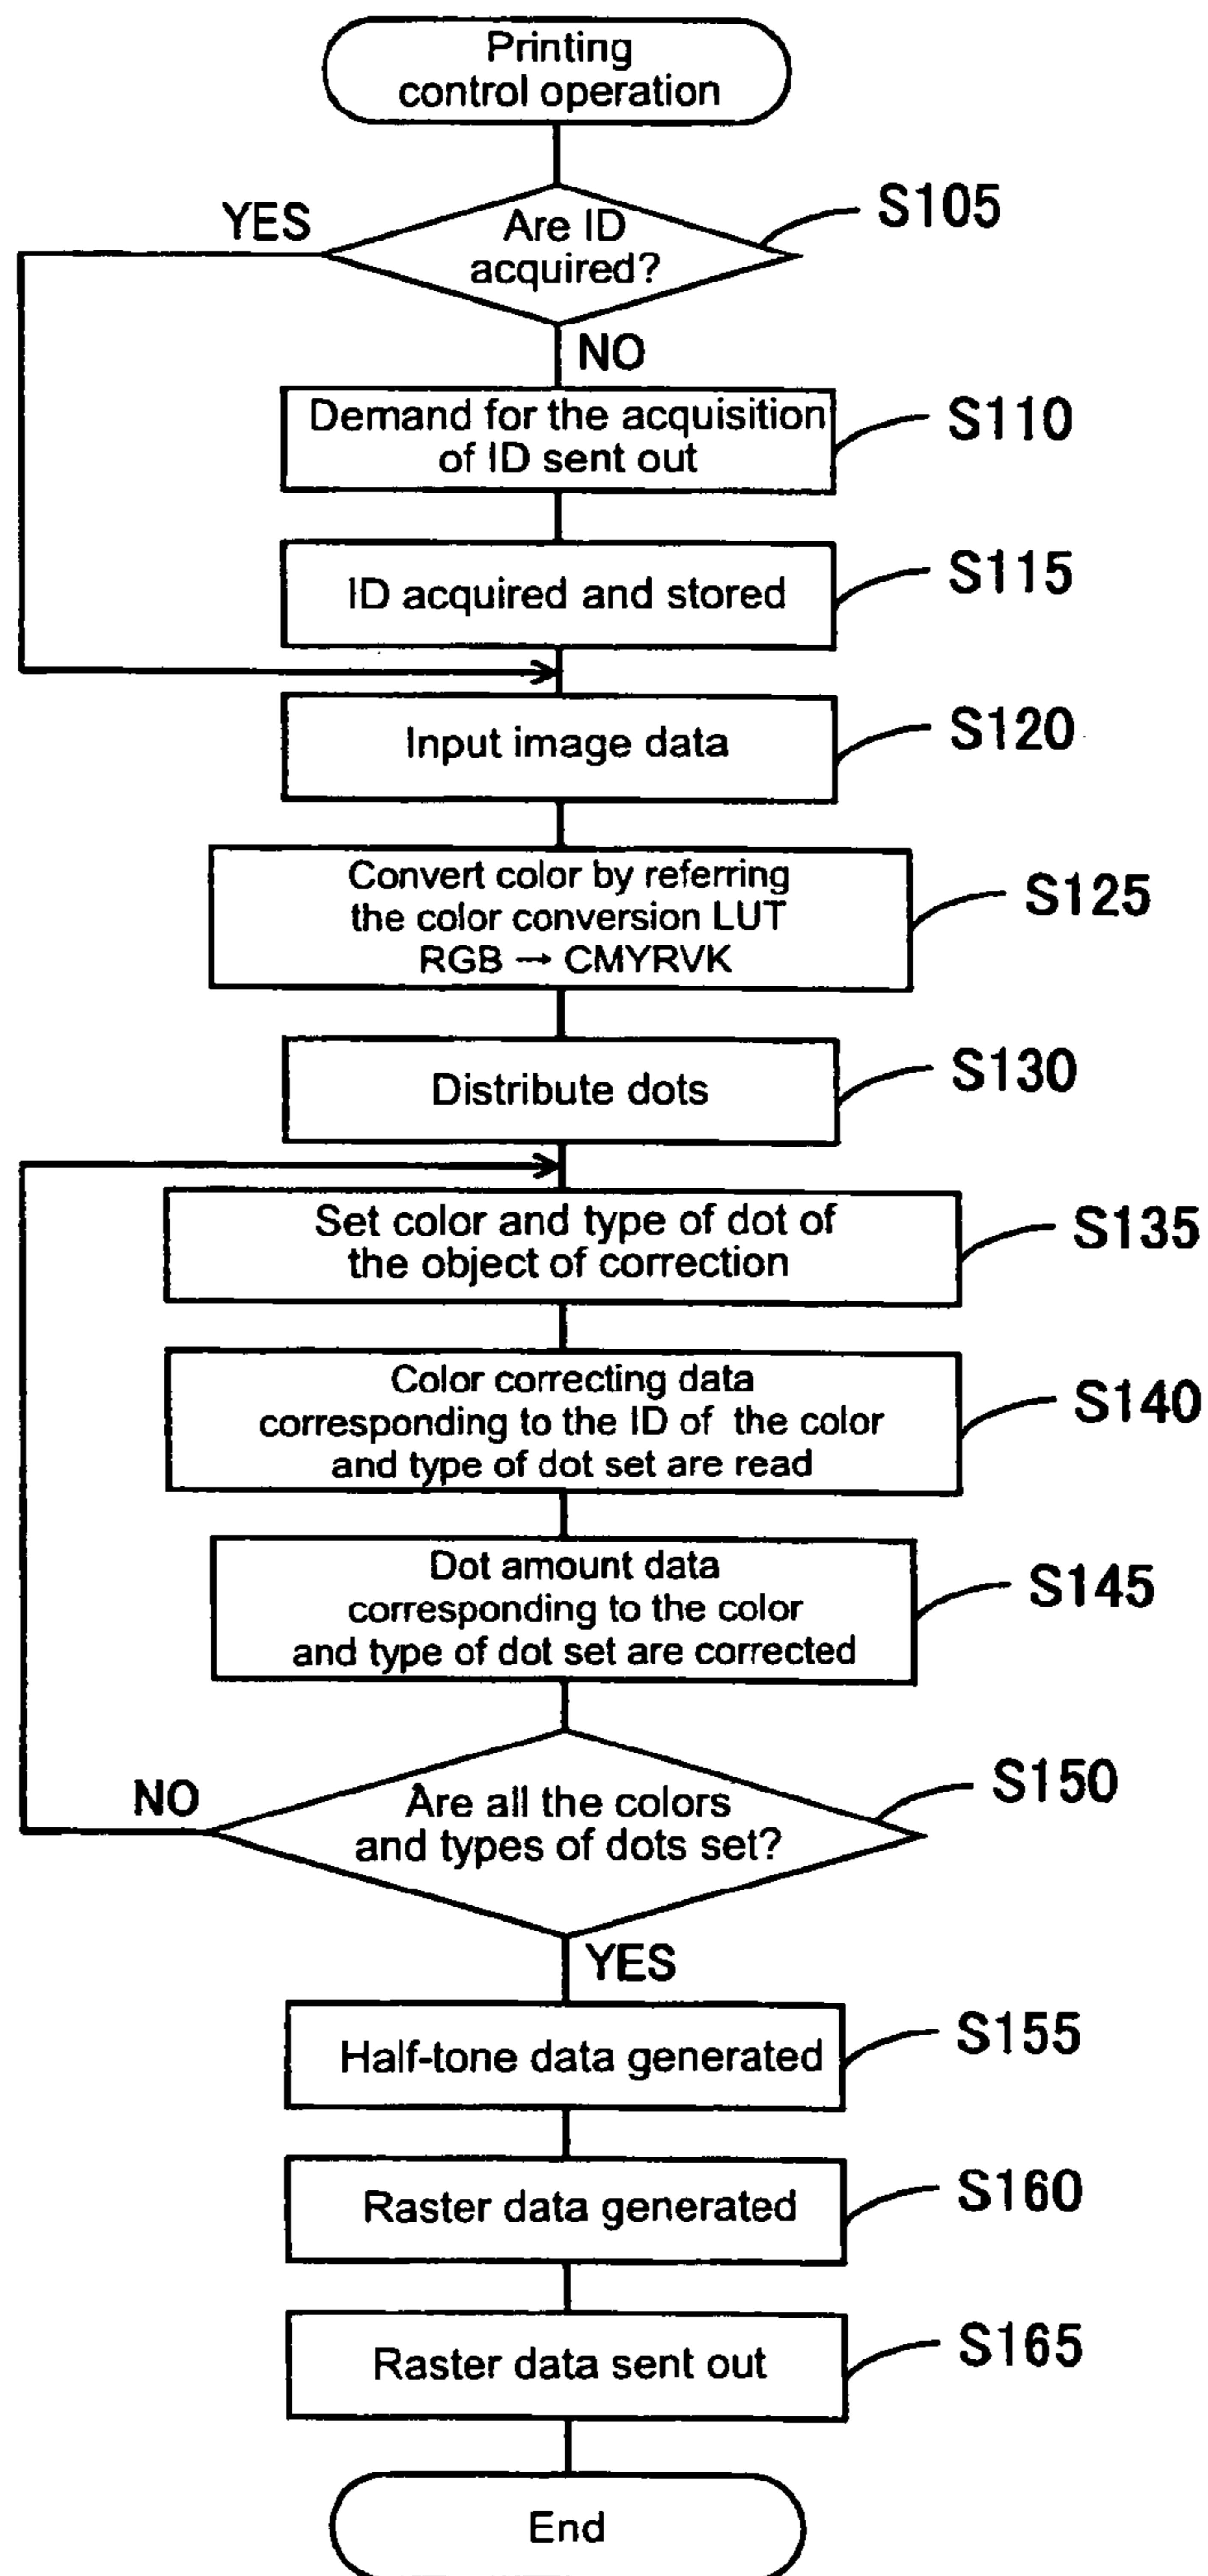 Printing
control operation
YES
Are ID
acquired?
S105
NO
Demand for the acquisition
of ID sent out
S110
ID acquired and stored
S115
Input image data
S120
Convert color by referring
the color conversion LUT
RGB → CMYRVK
S125
Distribute dots
S130
Set color and type of dot of
the object of correction
S135
Color correcting data
corresponding to the ID of the color
and type of dot set are read
S140
Dot amount data
corresponding to the color
and type of dot set are corrected
S145
NO
Are all the colors
and types of dots set?
S150
YES
Half-tone data generated
S155
Raster data generated
S160
Raster data sent out
S165
End